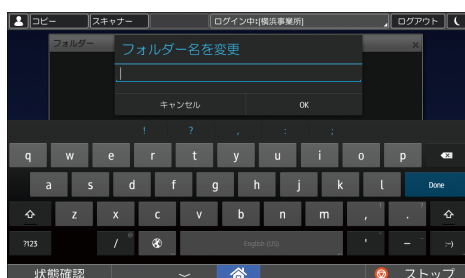 コピー スキャナー ログイン中:[横浜事業所] ログアウト
フォルダー ×
フォルダー名を変更
キャンセル OK
! ? , : ;
q w e r t y u i o p
a s d f g h j k l Done
z x c v b n m , ! . ?
?123 / @ English (US) ' - :-)
状態確認 ストップ